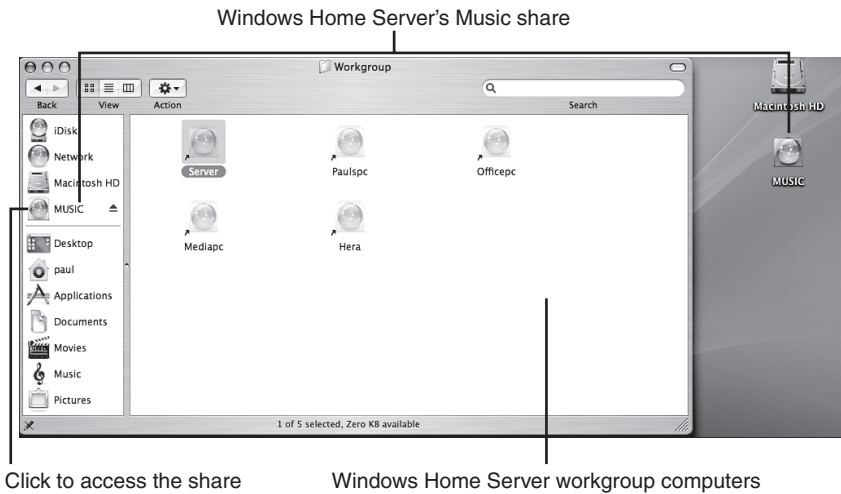 Windows Home Server's Music share
Workgroup
Back
View
Action
Search
Macintosh HD
iDisk
Network
Macintosh HD
MUSIC
Desktop
paul
Applications
Documents
Movies
Music
Pictures
Server
Paulspc
Officepc
Mediapc
Hera
MUSIC
1 of 5 selected, Zero KB available
Click to access the share
Windows Home Server workgroup computers